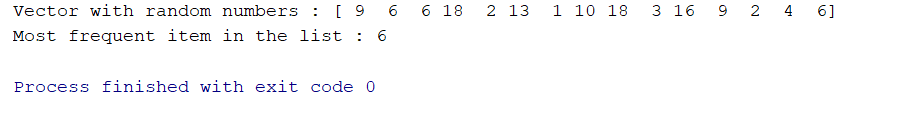 Vector with random numbers : [ 9  6  6 18  2 13  1 10 18  3 16  9  2  4  6]
Most frequent item in the list : 6
Process finished with exit code 0